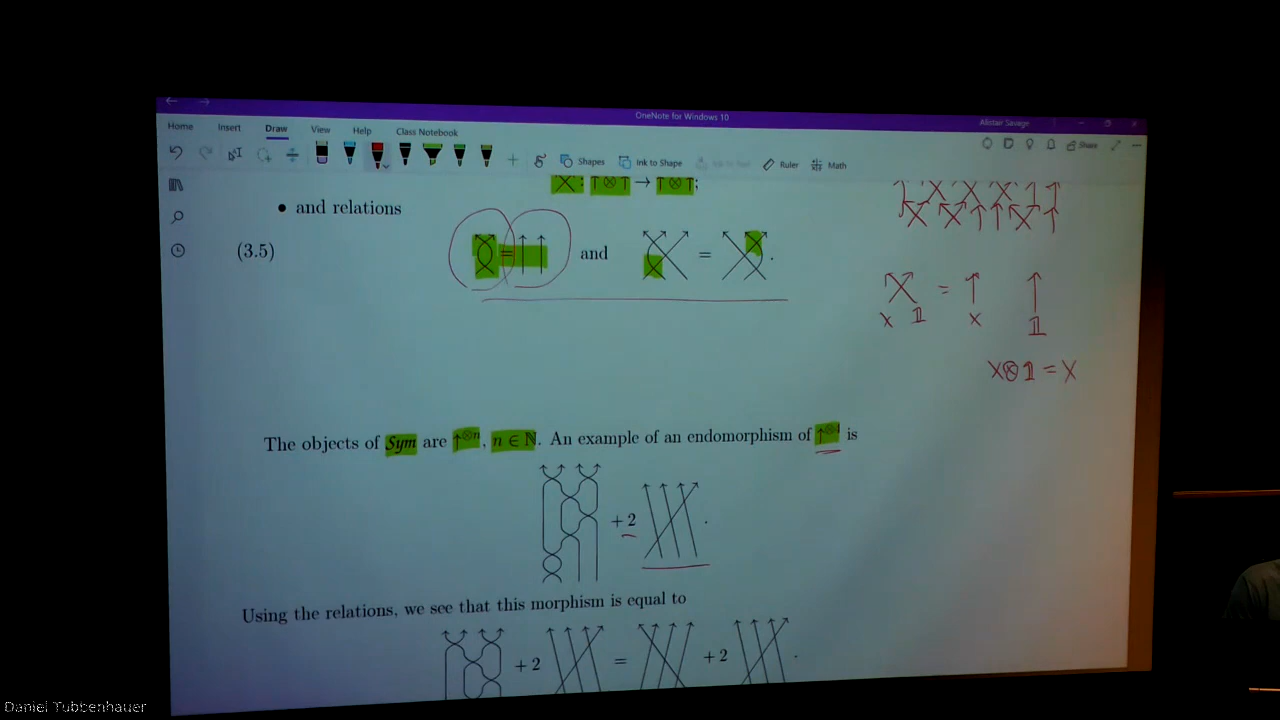 OneNote for Windows 10
Alistair Savage
Home Insert Draw View Help Class Notebook
Shapes Ink to Shape Ruler Math Share
: ↑⊗↑ → ↑⊗↑;
• and relations
(3.5) = ↑↑ and = .
= ↑ ↑
x 𝟙 x 𝟙
X⊗𝟙 = X
The objects of Sym are ↑⊗n, n ∈ ℕ. An example of an endomorphism of ↑⊗4 is
+ 2 .
Using the relations, we see that this morphism is equal to
+ 2 = + 2 .
Daniel Tubbenhauer